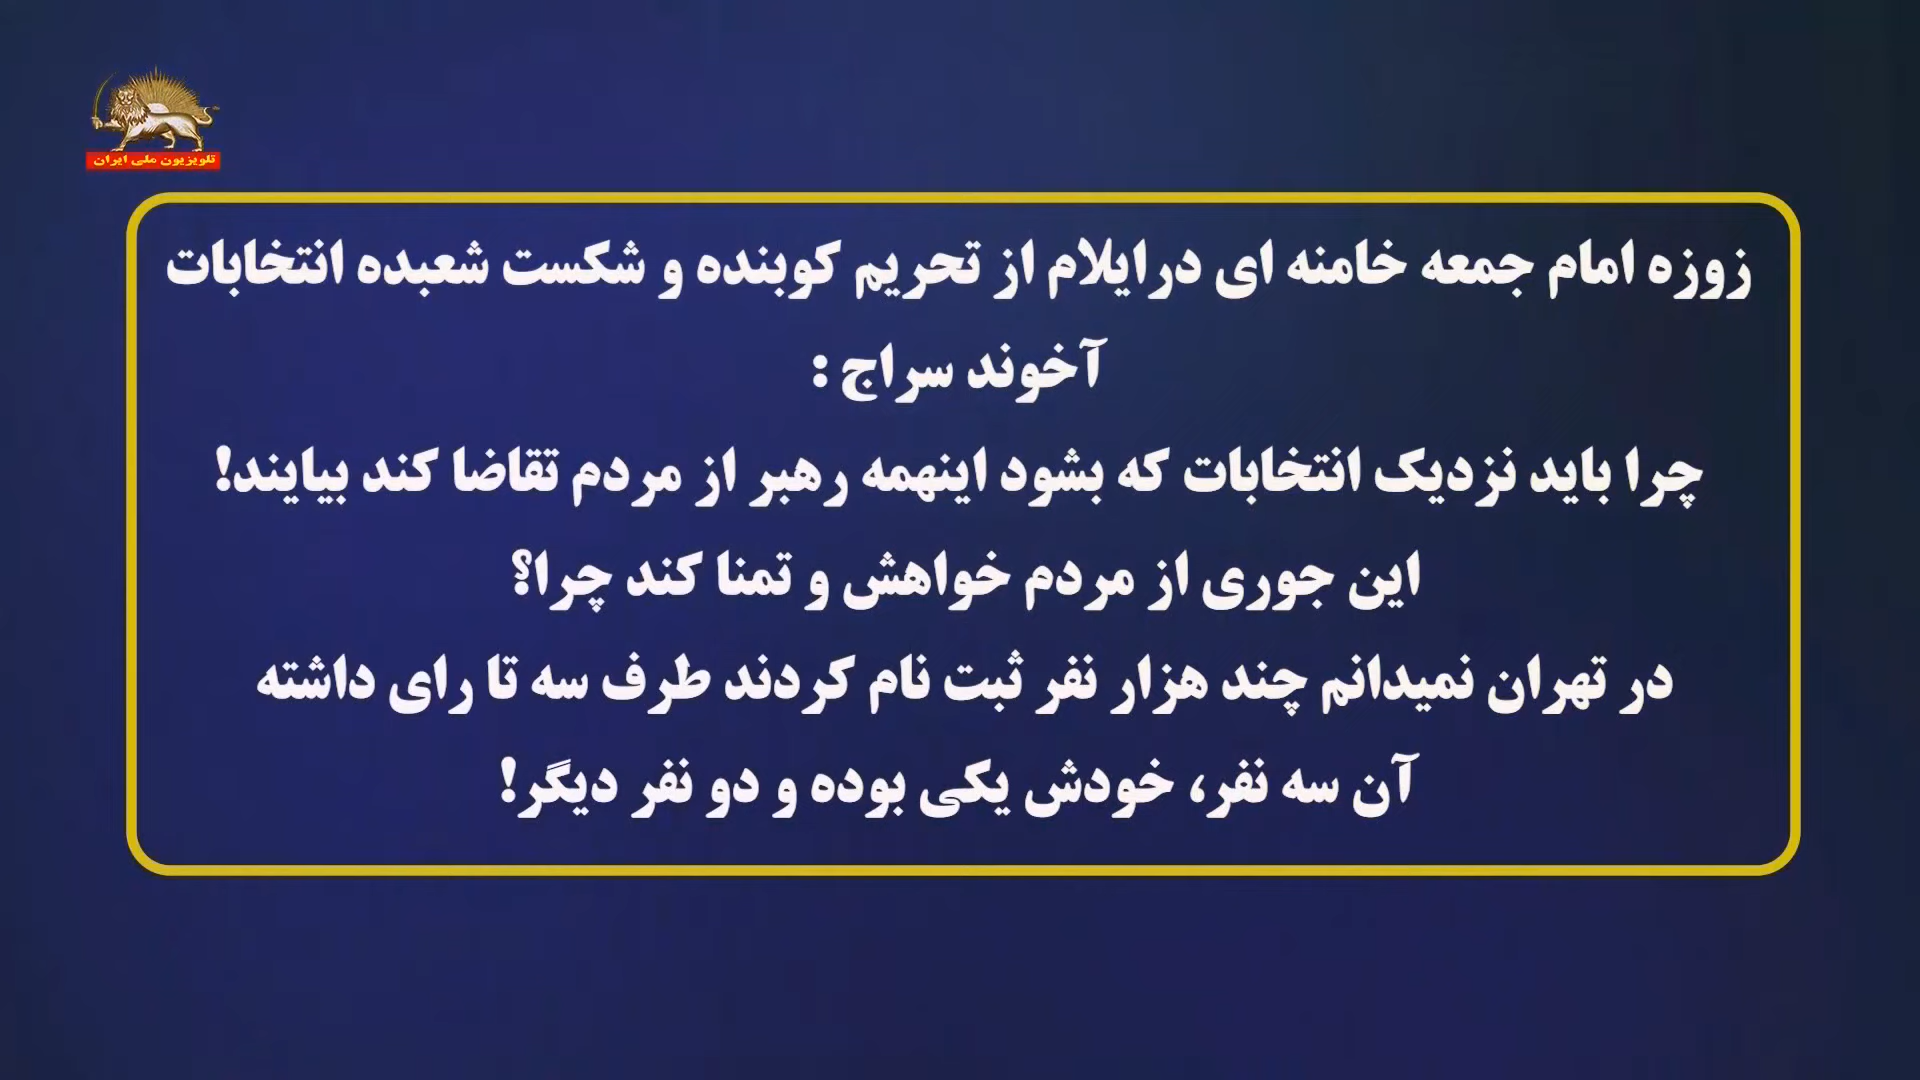 تلویزیون ملی ایران
زوزه امام جمعه خامنه ای درایلام از تحریم کوبنده و شکست شعبده انتخابات
آخوند سراج :
چرا باید نزدیک انتخابات که بشود اینهمه رهبر از مردم تقاضا کند بیایند!
این جوری از مردم خواهش و تمنا کند چرا؟
در تهران نمیدانم چند هزار نفر ثبت نام کردند طرف سه تا رای داشته
آن سه نفر، خودش یکی بوده و دو نفر دیگر!